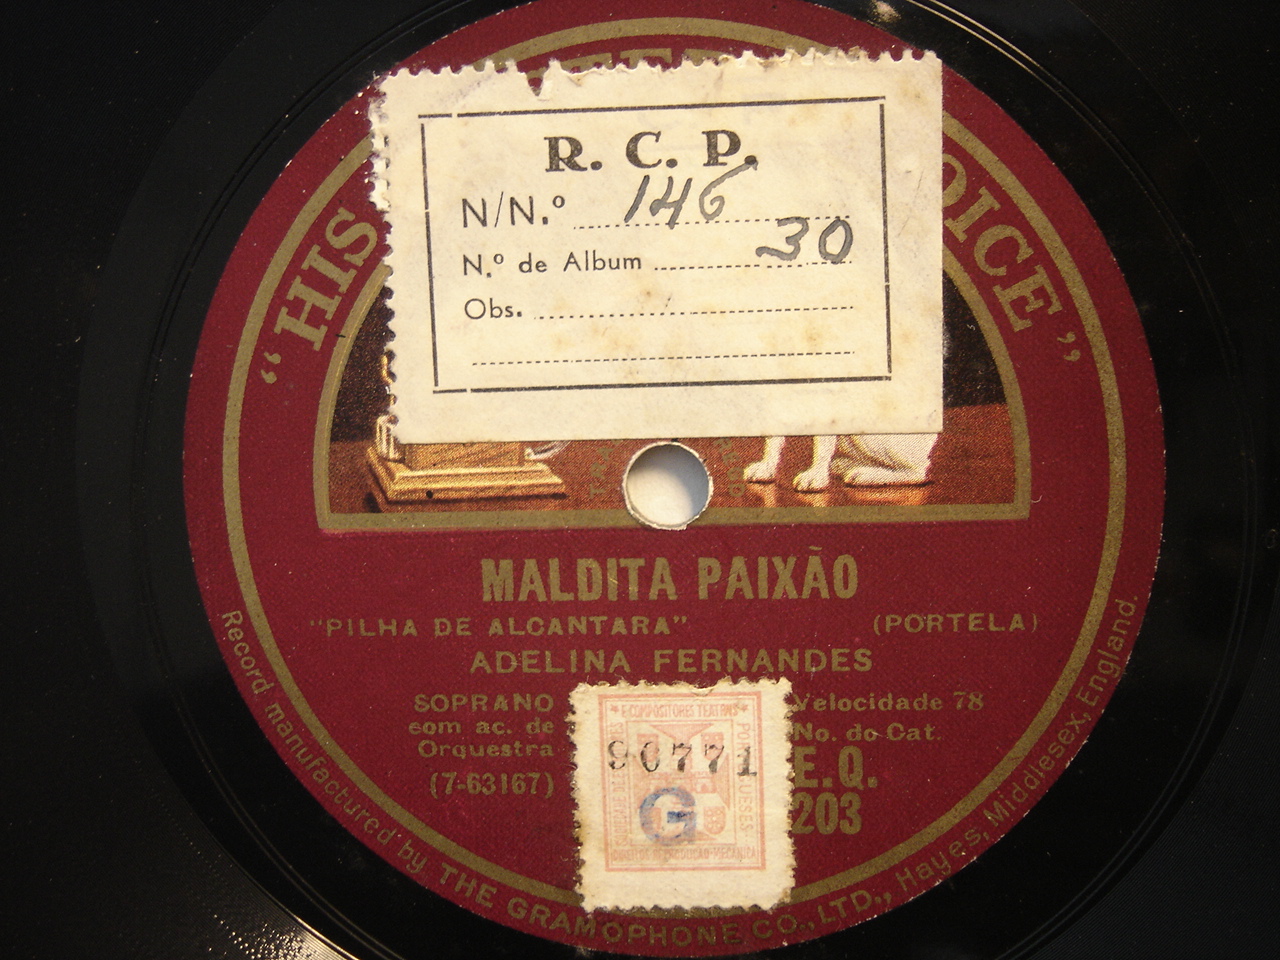 R. C. P.
N/N.º 146
N.º de Album 30
Obs.
“HIS VOICE”
MALDITA PAIXÃO
"PILHA DE ALCANTARA" (PORTELA)
ADELINA FERNANDES
SOPRANO
com ac. de
Orquestra
(7-63167)
Velocidade 78
No. do Cat.
E.Q.
203
E COMPOSITORES TEATRAIS
90771
G
Record manufactured by THE GRAMOPHONE CO., LTD., Hayes, Middlesex, England.